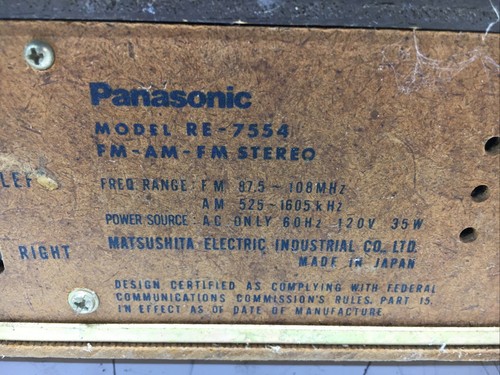 Panasonic
MODEL RE-7554
FM-AM-FM STEREO
FREQ RANGE: FM 87.5 - 108MHz
AM 525-1605kHz
POWER SOURCE: AC ONLY 60Hz 120V 35W
MATSUSHITA ELECTRIC INDUSTRIAL CO., LTD.
MADE IN JAPAN
DESIGN CERTIFIED AS COMPLYING WITH FEDERAL
COMMUNICATIONS COMMISSION'S RULES, PART 15,
IN EFFECT AS OF DATE OF MANUFACTURE.
LEF
RIGHT